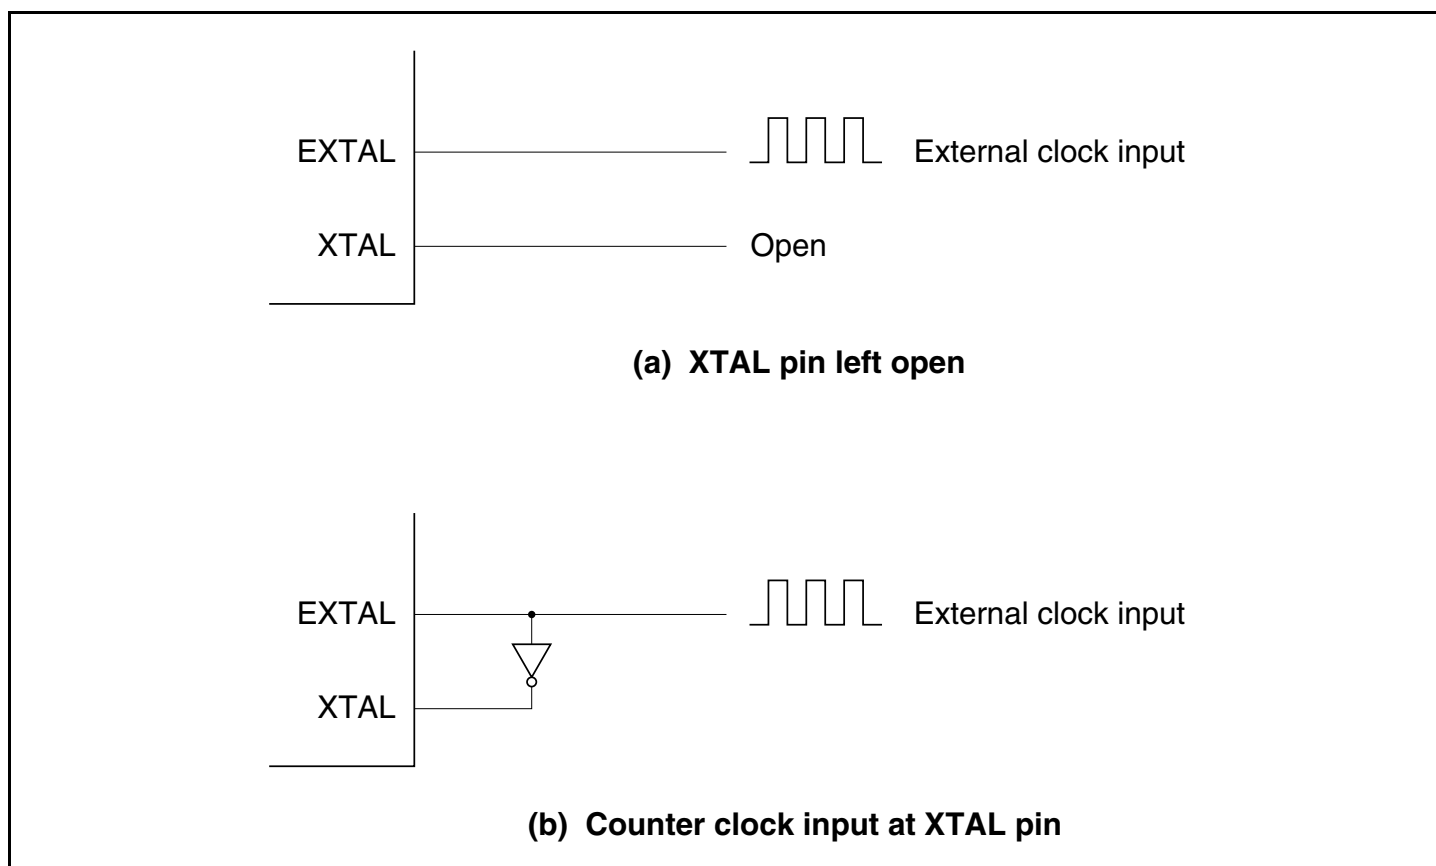 EXTAL External clock input
XTAL Open
(a) XTAL pin left open
EXTAL External clock input
XTAL
(b) Counter clock input at XTAL pin